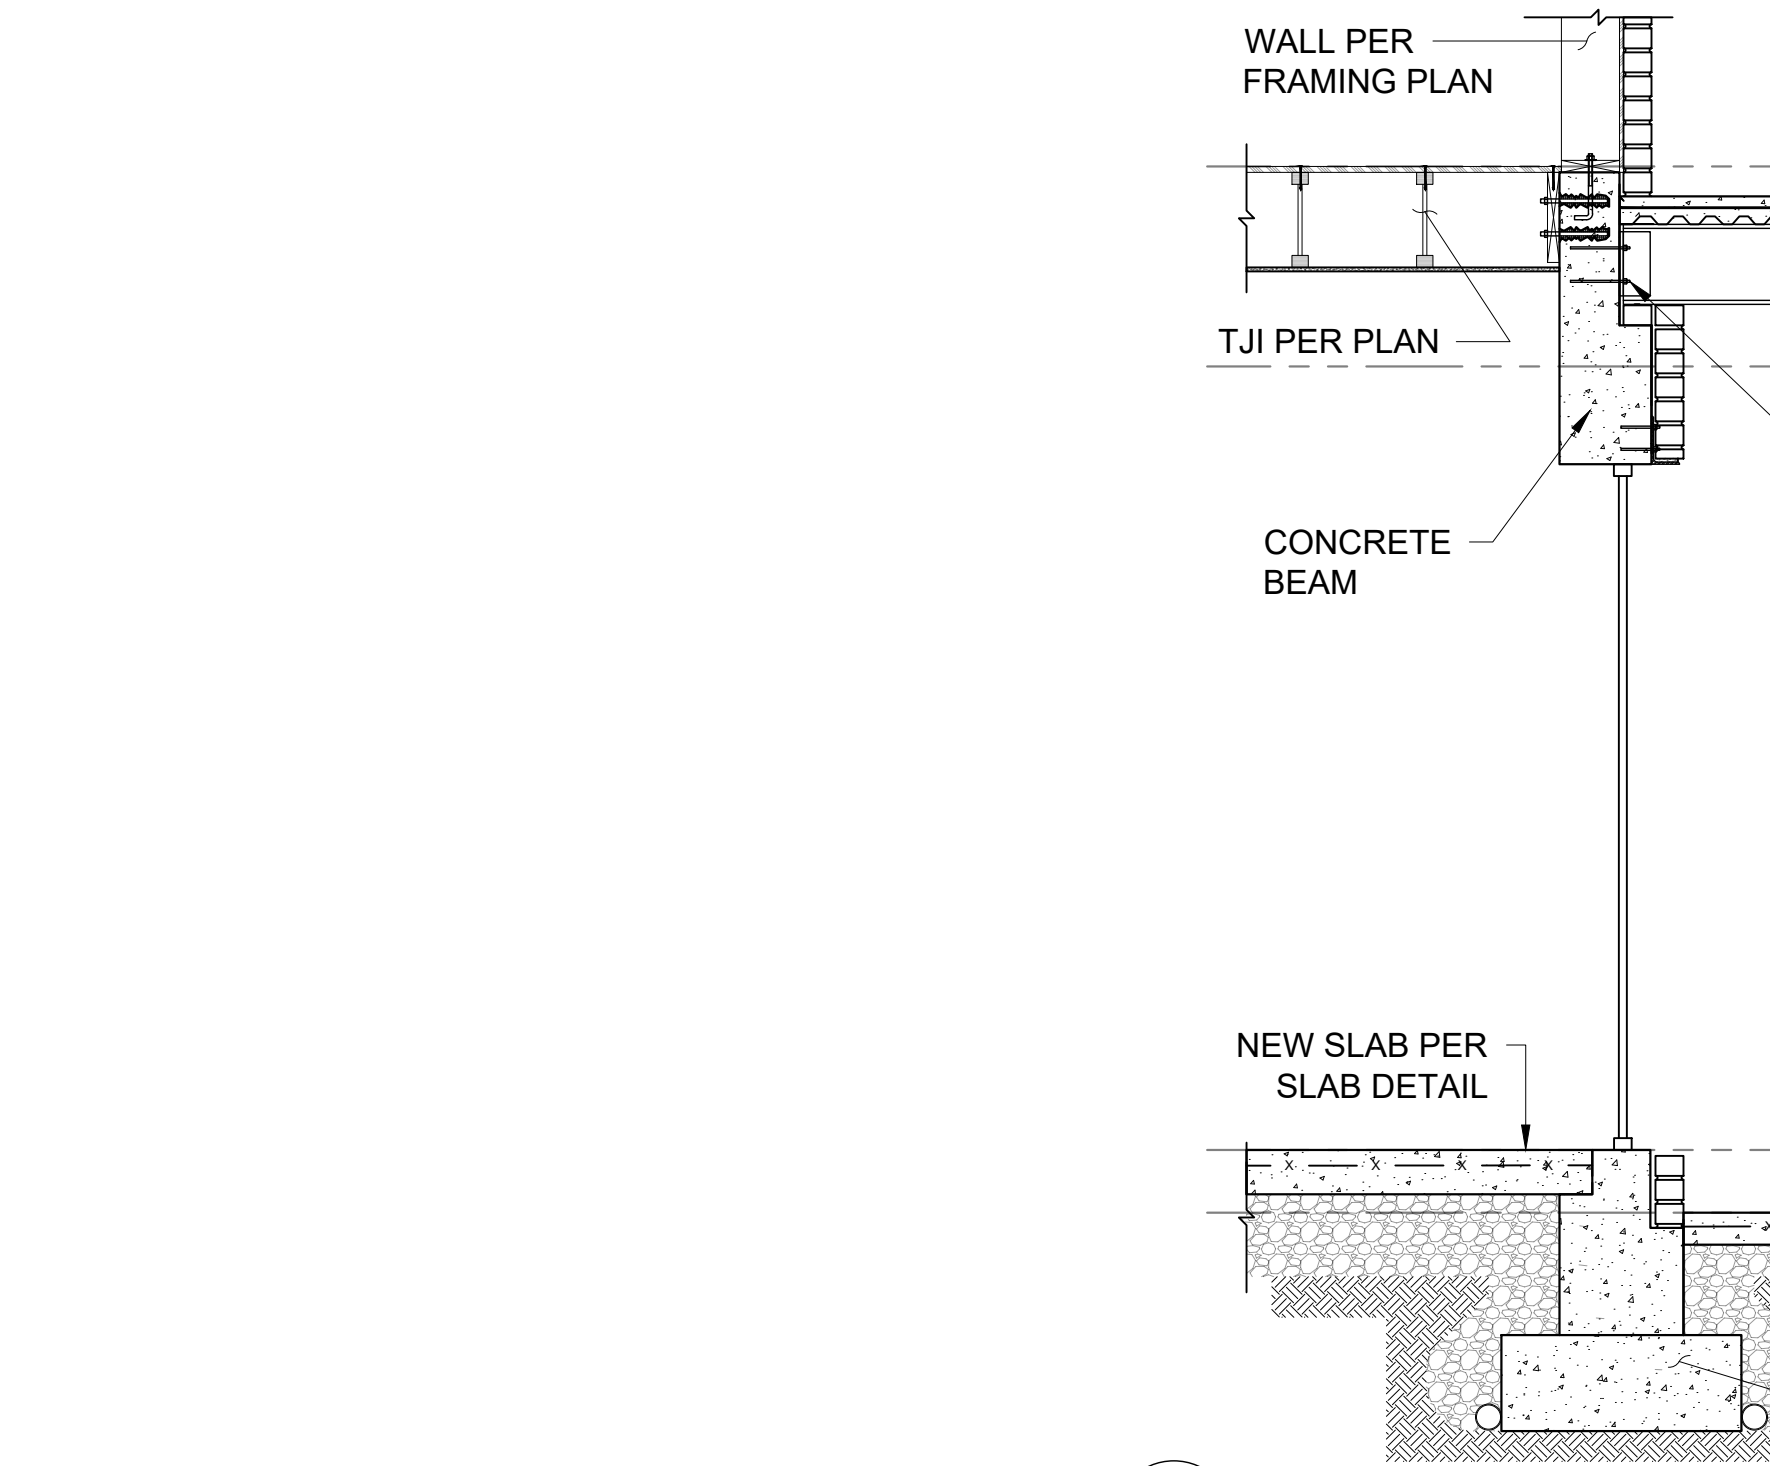 WALL PER
FRAMING PLAN
TJI PER PLAN
CONCRETE
BEAM
NEW SLAB PER
SLAB DETAIL
X X X X